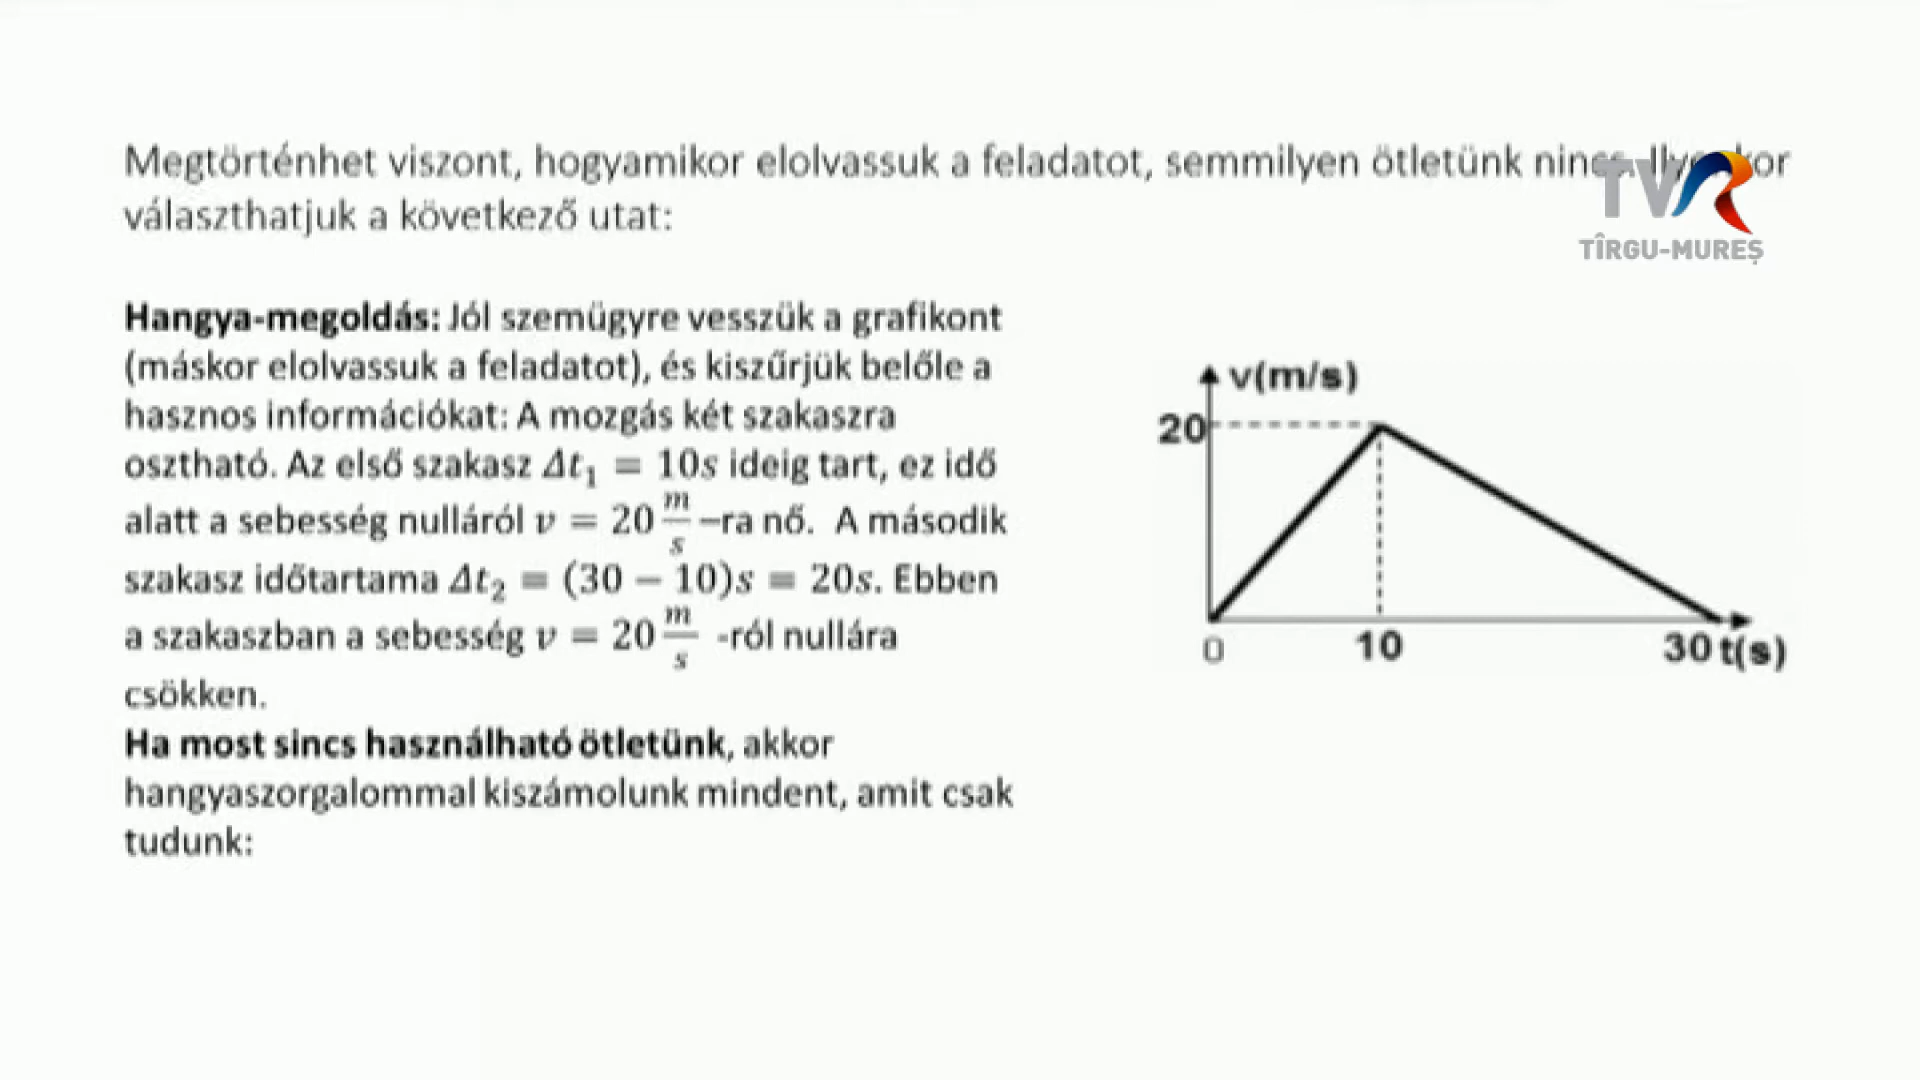 Megtörténhet viszont, hogyamikor elolvassuk a feladatot, semmilyen ötletünk
választhatjuk a következő utat:
TVR
TÎRGU-MUREȘ
Hangya-megoldás: Jól szemügyre vesszük a grafikont
(máskor elolvassuk a feladatot), és kiszűrjük belőle a
hasznos információkat: A mozgás két szakaszra
osztható. Az első szakasz Δt₁ = 10s ideig tart, ez idő
alatt a sebesség nulláról v = 20 m/s –ra nő. A második
szakasz időtartama Δt₂ = (30 − 10)s = 20s. Ebben
a szakaszban a sebesség v = 20 m/s -ról nullára
csökken.
Ha most sincs használható ötletünk, akkor
hangyaszorgalommal kiszámolunk mindent, amit csak
tudunk:
v(m/s)
20
0 10 30 t(s)